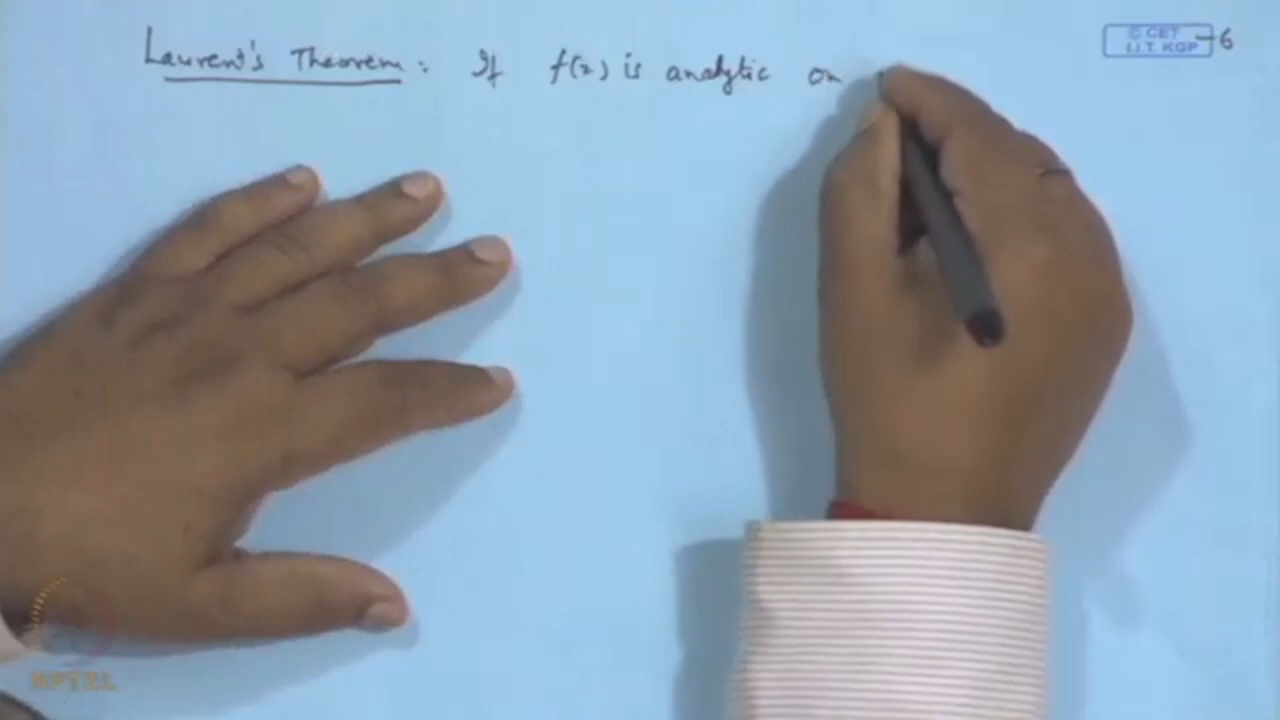 Laurent's Theorem: If f(z) is analytic on
© CET
I.I.T. KGP
-6
NPTEL